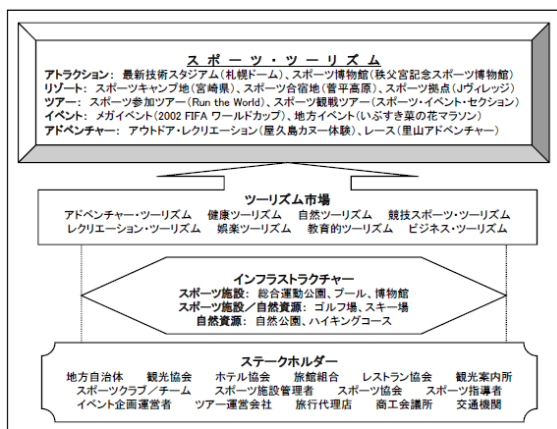 スポーツ・ツーリズム
アトラクション: 最新技術スタジアム(札幌ドーム)、スポーツ博物館(秩父宮記念スポーツ博物館)
リゾート: スポーツキャンプ地(宮崎県)、スポーツ合宿地(菅平高原)、スポーツ拠点(Jヴィレッジ)
ツアー: スポーツ参加ツアー(Run the World)、スポーツ観戦ツアー(スポーツ・イベント・セクション)
イベント: メガイベント(2002 FIFA ワールドカップ)、地方イベント(いぶすき菜の花マラソン)
アドベンチャー: アウトドア・レクリエーション(屋久島カヌー体験)、レース(里山アドベンチャー)
ツーリズム市場
アドベンチャー・ツーリズム 健康ツーリズム 自然ツーリズム 競技スポーツ・ツーリズム
レクリエーション・ツーリズム 娯楽ツーリズム 教育的ツーリズム ビジネス・ツーリズム
インフラストラクチャー
スポーツ施設: 総合運動公園、プール、博物館
スポーツ施設/自然資源: ゴルフ場、スキー場
自然資源: 自然公園、ハイキングコース
ステークホルダー
地方自治体 観光協会 ホテル協会 旅館組合 レストラン協会 観光案内所
スポーツクラブ/チーム スポーツ施設管理者 スポーツ協会 スポーツ指導者
イベント企画運営者 ツアー運営会社 旅行代理店 商工会議所 交通機関